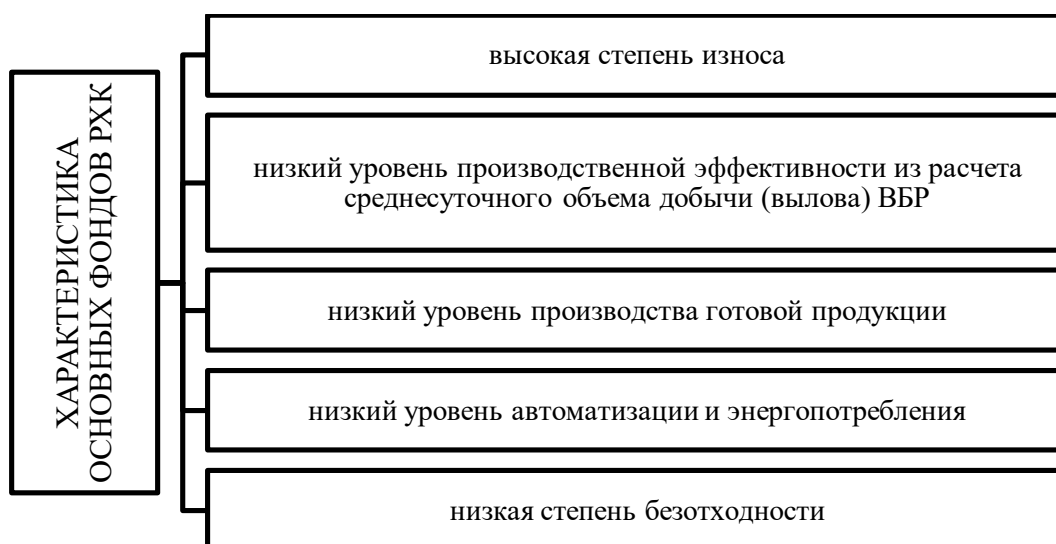 ХАРАКТЕРИСТИКА
ОСНОВНЫХ ФОНДОВ РХК
высокая степень износа
низкий уровень производственной эффективности из расчета
среднесуточного объема добычи (вылова) ВБР
низкий уровень производства готовой продукции
низкий уровень автоматизации и энергопотребления
низкая степень безотходности